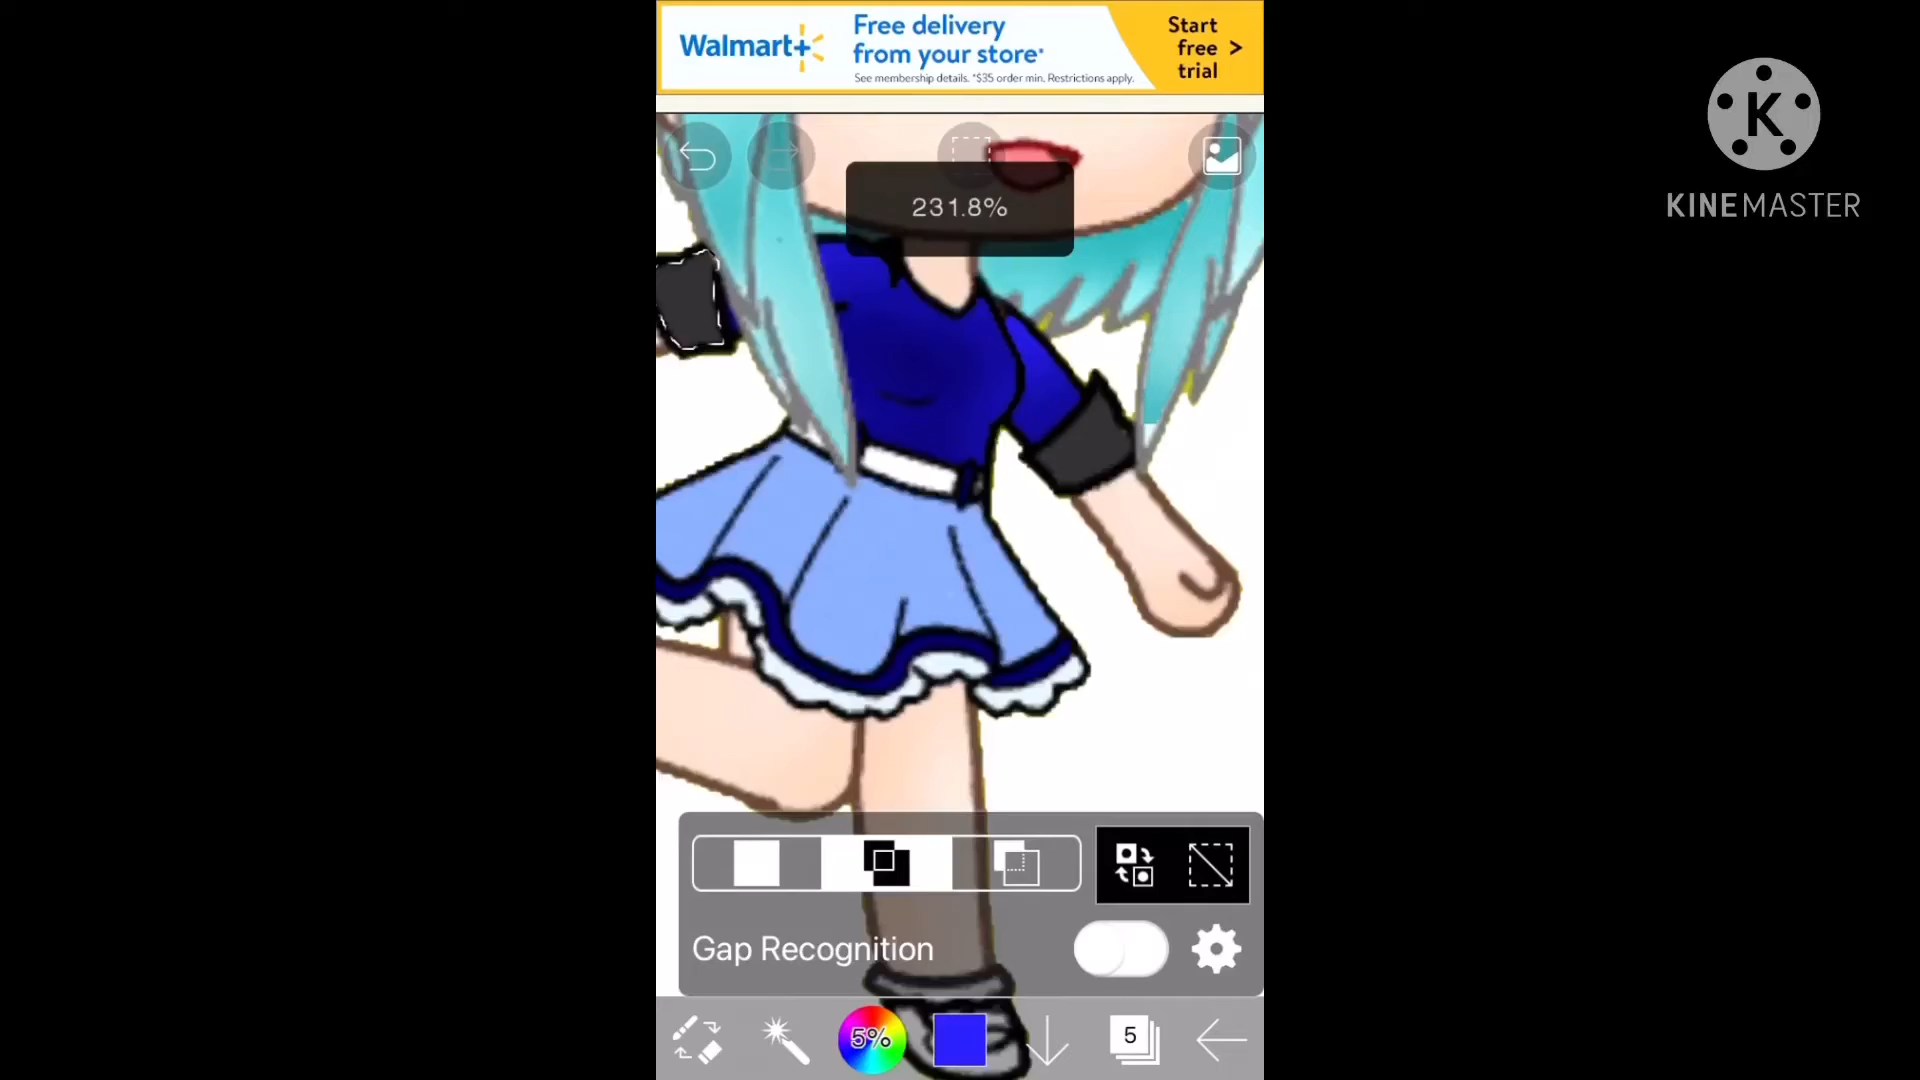 Walmart+
Free delivery
from your store*
See membership details. *$35 order min. Restrictions apply.
Start
free >
trial
K
KINEMASTER
231.8%
Gap Recognition
5%
5